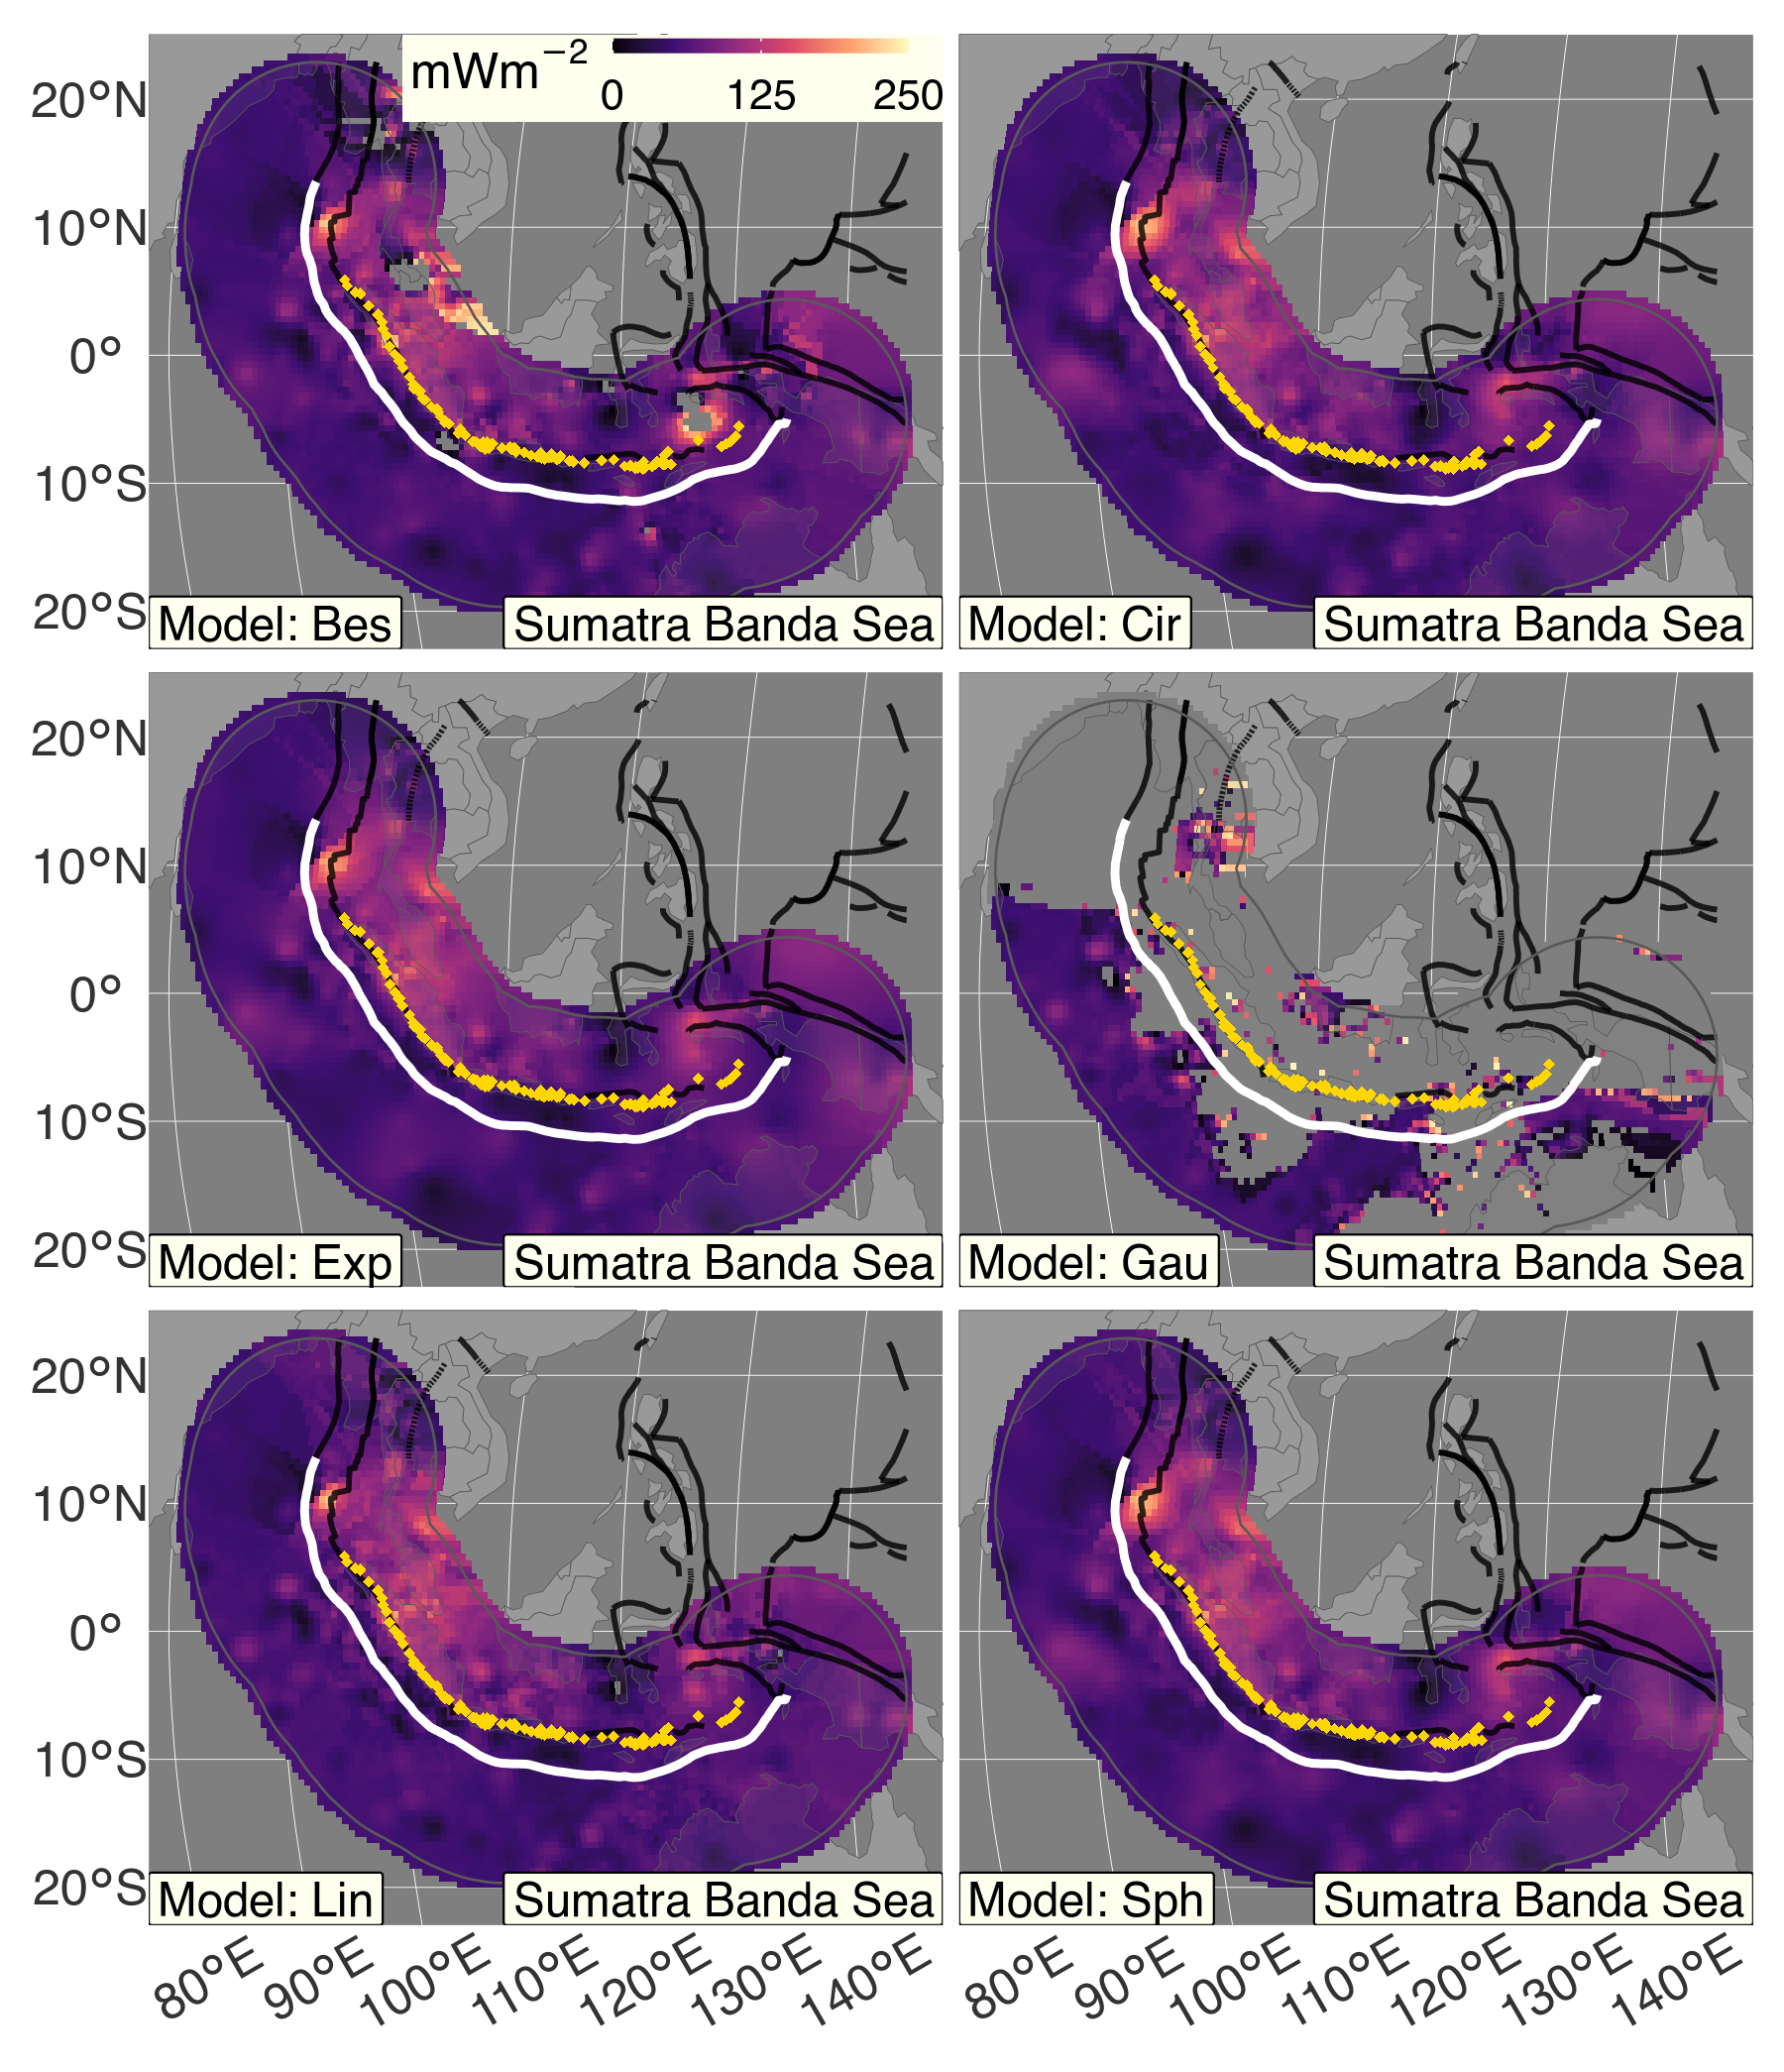 mWm−2
0 125 250
20°N
10°N
0°
10°S
20°S
Model: Bes
Sumatra Banda Sea
Model: Cir
Sumatra Banda Sea
20°N
10°N
0°
10°S
20°S
Model: Exp
Sumatra Banda Sea
Model: Gau
Sumatra Banda Sea
20°N
10°N
0°
10°S
20°S
Model: Lin
Sumatra Banda Sea
Model: Sph
Sumatra Banda Sea
80°E 90°E 100°E 110°E 120°E 130°E 140°E
80°E 90°E 100°E 110°E 120°E 130°E 140°E